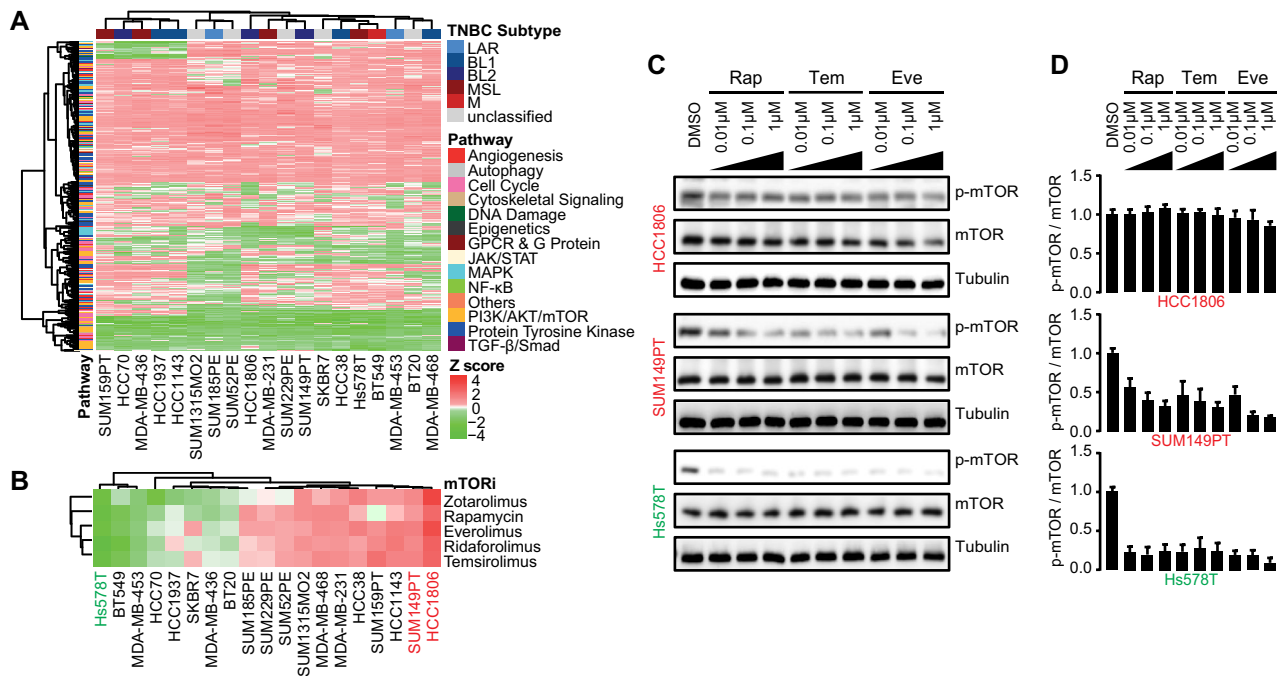 A
TNBC Subtype
LAR
BL1
BL2
MSL
M
unclassified
Pathway
Angiogenesis
Autophagy
Cell Cycle
Cytoskeletal Signaling
DNA Damage
Epigenetics
GPCR & G Protein
JAK/STAT
MAPK
NF-κB
Others
PI3K/AKT/mTOR
Protein Tyrosine Kinase
TGF-β/Smad
Z score
4
2
0
−2
−4
Pathway
SUM159PT
HCC70
MDA-MB-436
HCC1937
HCC1143
SUM1315MO2
SUM185PE
SUM52PE
HCC1806
MDA-MB-231
SUM229PE
SUM149PT
SKBR7
HCC38
Hs578T
BT549
MDA-MB-453
BT20
MDA-MB-468
B
mTORi
Zotarolimus
Rapamycin
Everolimus
Ridaforolimus
Temsirolimus
Hs578T
BT549
MDA-MB-453
HCC70
HCC1937
SKBR7
MDA-MB-436
BT20
SUM185PE
SUM229PE
SUM52PE
SUM1315MO2
MDA-MB-468
MDA-MB-231
HCC38
SUM159PT
HCC1143
SUM149PT
HCC1806
C
Rap Tem Eve
DMSO 0.01µM 0.1µM 1µM 0.01µM 0.1µM 1µM 0.01µM 0.1µM 1µM
HCC1806
p-mTOR
mTOR
Tubulin
SUM149PT
p-mTOR
mTOR
Tubulin
Hs578T
p-mTOR
mTOR
Tubulin
D
Rap Tem Eve
DMSO 0.01µM 0.1µM 1µM 0.01µM 0.1µM 1µM 0.01µM 0.1µM 1µM
p-mTOR / mTOR
1.5
1.0
0.5
0.0
HCC1806
p-mTOR / mTOR
1.5
1.0
0.5
0.0
SUM149PT
p-mTOR / mTOR
1.5
1.0
0.5
0.0
Hs578T